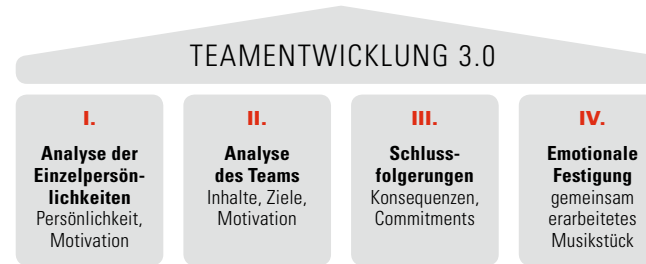 TEAMENTWICKLUNG 3.0
I.
Analyse der
Einzelpersön-
lichkeiten
Persönlichkeit,
Motivation
II.
Analyse
des Teams
Inhalte, Ziele,
Motivation
III.
Schluss-
folgerungen
Konsequenzen,
Commitments
IV.
Emotionale
Festigung
gemeinsam
erarbeitetes
Musikstück